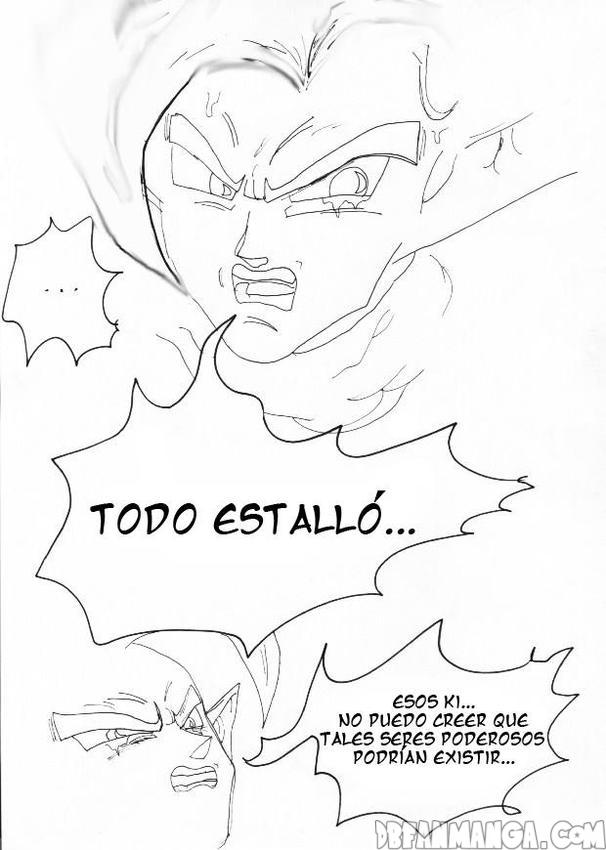 ...
TODO ESTALLÓ...
ESOS KI...
NO PUEDO CREER QUE
TALES SERES PODEROSOS
PODRÍAN EXISTIR...
DBFANMANGA.COM